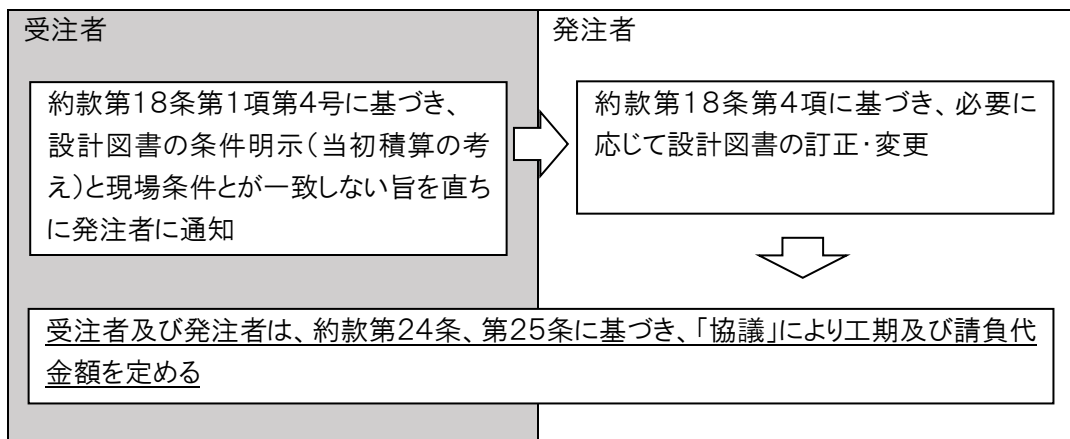 受注者
発注者
約款第18条第1項第4号に基づき、
設計図書の条件明示(当初積算の考
え)と現場条件とが一致しない旨を直ち
に発注者に通知
約款第18条第4項に基づき、必要に
応じて設計図書の訂正・変更
受注者及び発注者は、約款第24条、第25条に基づき、「協議」により工期及び請負代
金額を定める